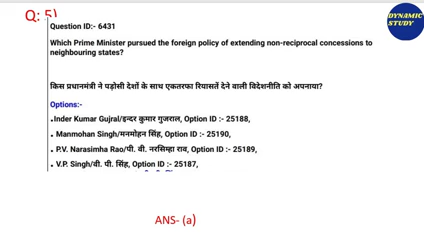 Q: 5)
DYNAMIC
STUDY
Question ID:- 6431
Which Prime Minister pursued the foreign policy of extending non-reciprocal concessions to
neighbouring states?
किस प्रधानमंत्री ने पड़ोसी देशों के साथ एकतरफा रियासतें देने वाली विदेशनीति को अपनाया?
Options:-
•Inder Kumar Gujral/इन्दर कुमार गुजराल, Option ID :- 25188,
• Manmohan Singh/मनमोहन सिंह, Option ID :- 25190,
• P.V. Narasimha Rao/पी. वी. नरसिम्हा राव, Option ID :- 25189,
• V.P. Singh/वी. पी. सिंह, Option ID :- 25187,
ANS- (a)